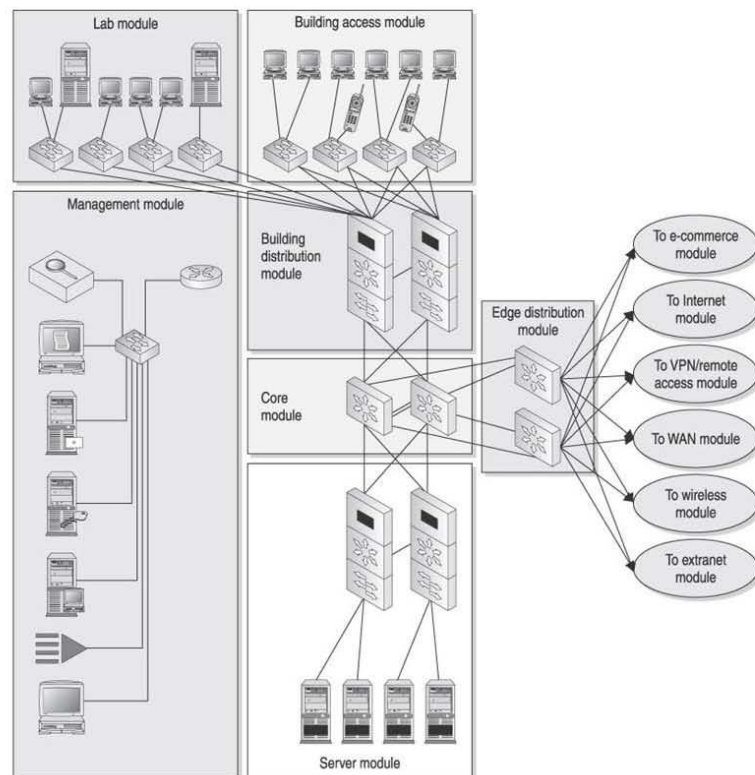 Lab module
Building access module
Management module
Building
distribution
module
Edge distribution
module
Core
module
Server module
To e-commerce
module
To Internet
module
To VPN/remote
access module
To WAN module
To wireless
module
To extranet
module